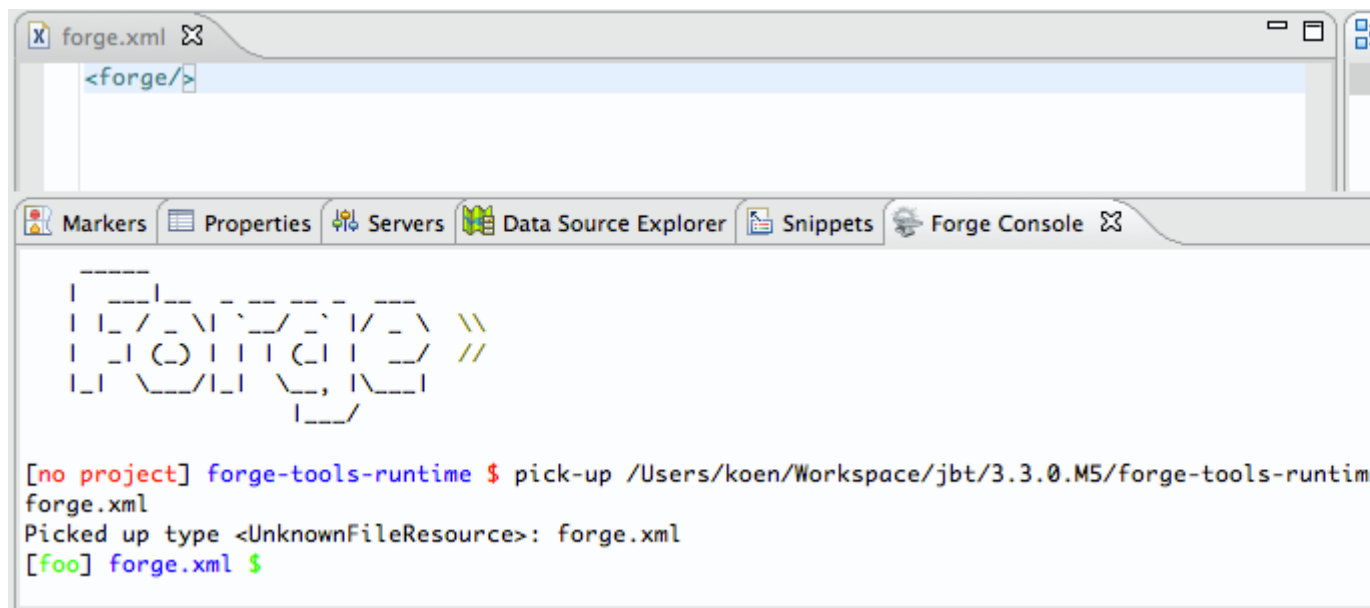 forge.xml
<forge/>
Markers Properties Servers Data Source Explorer Snippets Forge Console
Forge
[no project] forge-tools-runtime $ pick-up /Users/koen/Workspace/jbt/3.3.0.M5/forge-tools-runtim
forge.xml
Picked up type <UnknownFileResource>: forge.xml
[foo] forge.xml $